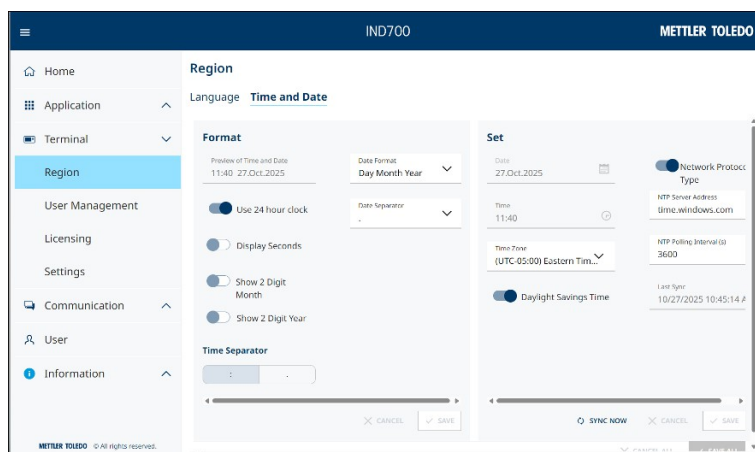 IND700
METTLER TOLEDO
Home
Application
Terminal
Region
User Management
Licensing
Settings
Communication
User
Information
METTLER TOLEDO © All rights reserved.
Region
Language Time and Date
Format
Preview of Time and Date
11:40 27.Oct.2025
Date Format
Day Month Year
Use 24 hour clock
Date Separator
.
Display Seconds
Show 2 Digit
Month
Show 2 Digit Year
Time Separator
: .
CANCEL SAVE
Set
Date
27.Oct.2025
Time
11:40
Time Zone
(UTC-05:00) Eastern Tim...
Daylight Savings Time
Network Protoco
Type
NTP Server Address
time.windows.com
NTP Polling Interval (s)
3600
Last Sync
10/27/2025 10:45:14 A
SYNC NOW CANCEL SAVE
CANCEL ALL SAVE ALL